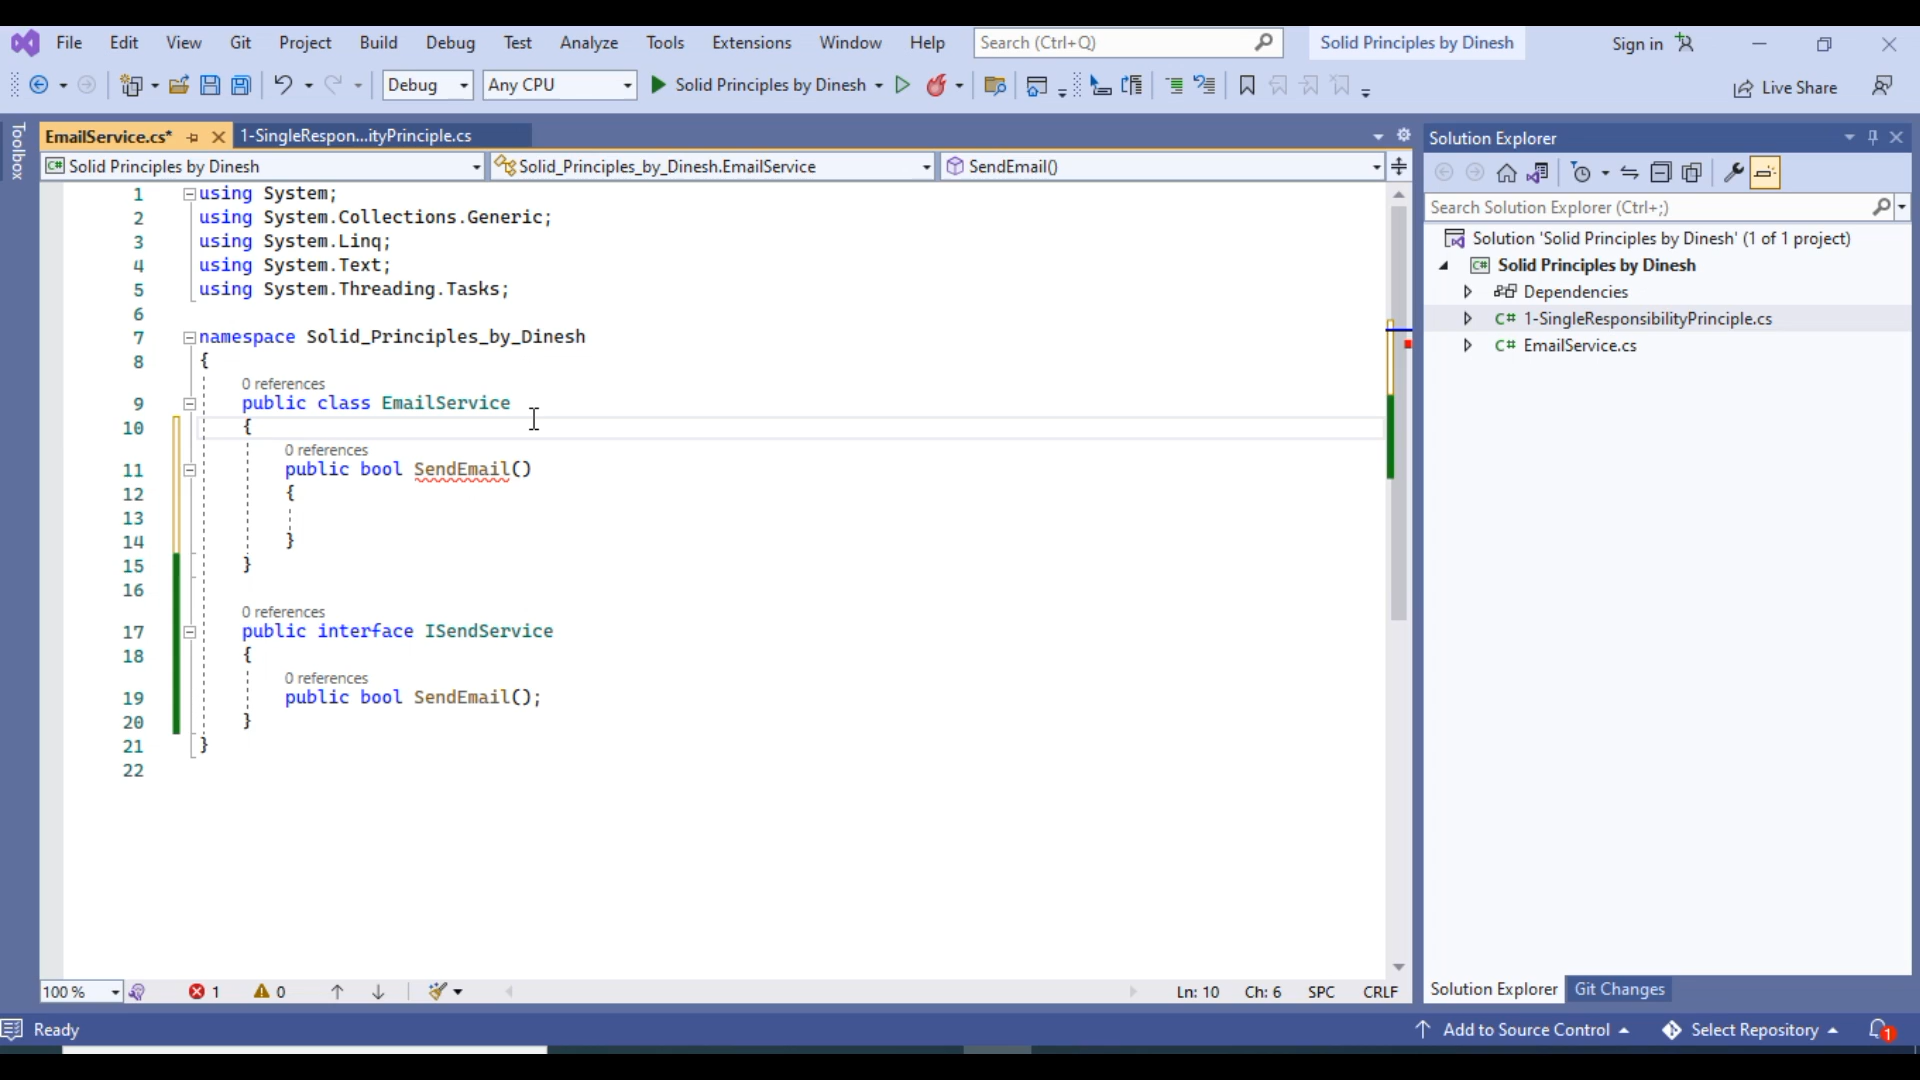 File Edit View Git Project Build Debug Test Analyze Tools Extensions Window Help Search (Ctrl+Q) Solid Principles by Dinesh Sign in
Debug Any CPU Solid Principles by Dinesh Live Share
Toolbox
EmailService.cs* 1-SingleRespon...ityPrinciple.cs
C# Solid Principles by Dinesh Solid_Principles_by_Dinesh.EmailService SendEmail()
1 using System;
2 using System.Collections.Generic;
3 using System.Linq;
4 using System.Text;
5 using System.Threading.Tasks;
6
7 namespace Solid_Principles_by_Dinesh
8 {
0 references
9 public class EmailService
10 {
0 references
11 public bool SendEmail()
12 {
13
14 }
15 }
16
0 references
17 public interface ISendService
18 {
0 references
19 public bool SendEmail();
20 }
21 }
22
100 % 1 0 Ln: 10 Ch: 6 SPC CRLF
Solution Explorer
Search Solution Explorer (Ctrl+;)
Solution 'Solid Principles by Dinesh' (1 of 1 project)
C# Solid Principles by Dinesh
Dependencies
C# 1-SingleResponsibilityPrinciple.cs
C# EmailService.cs
Solution Explorer Git Changes
Ready Add to Source Control Select Repository 1